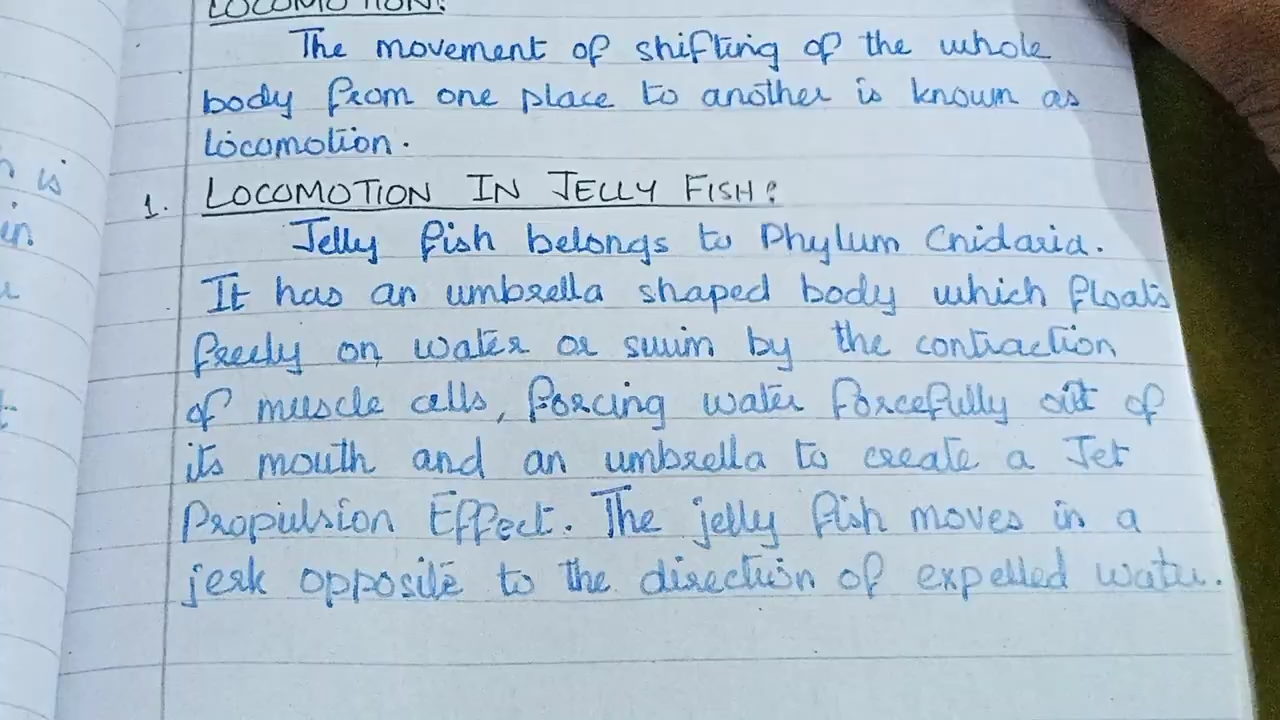 LOCOMOTION:
The movement of shifting of the whole
body from one place to another is known as
locomotion.
1. LOCOMOTION IN JELLY FISH:
Jelly fish belongs to Phylum Cnidaria.
It has an umbrella shaped body which floats
freely on water or swim by the contraction
of muscle cells, forcing water forcefully out of
its mouth and an umbrella to create a Jet
Propulsion Effect. The jelly fish moves in a
jerk opposite to the direction of expelled water.
is
in